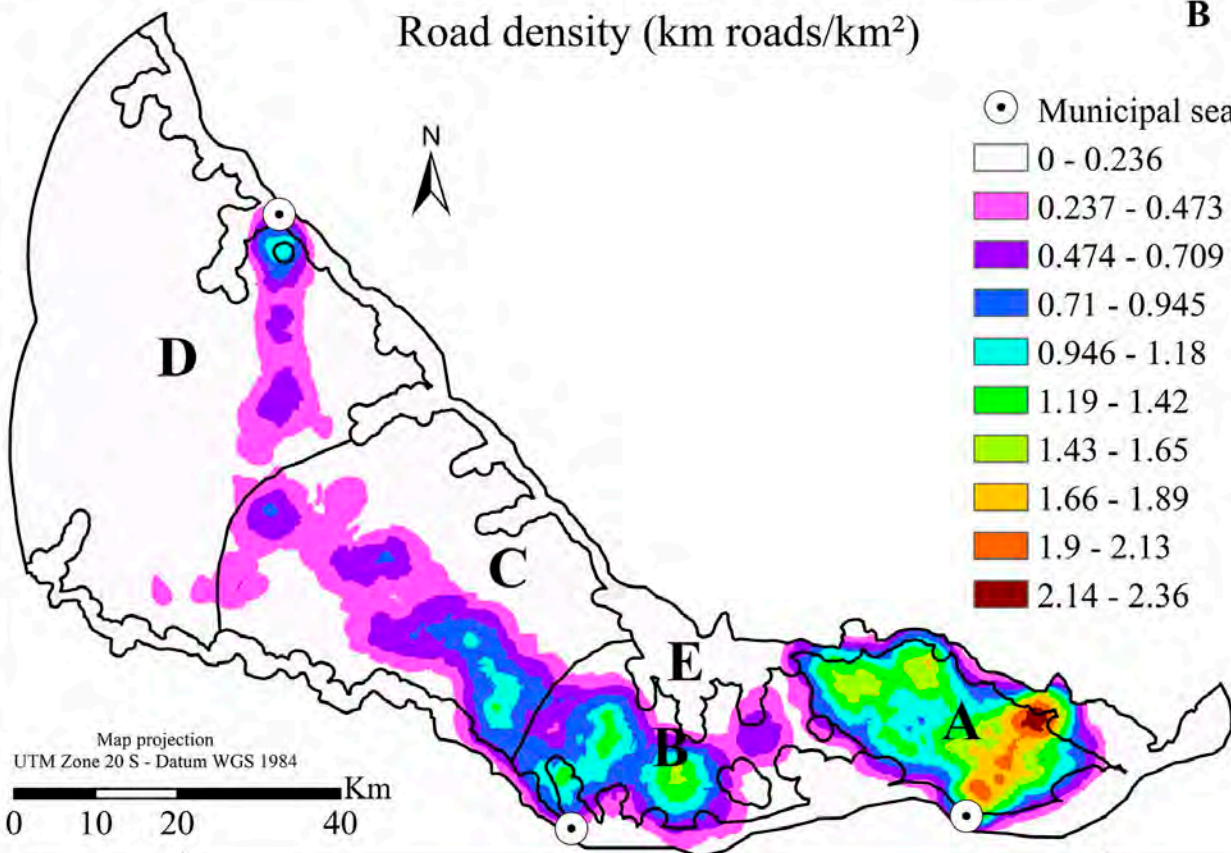 B
Road density (km roads/km²)
N
Municipal sea
0 - 0.236
0.237 - 0.473
0.474 - 0.709
0.71 - 0.945
0.946 - 1.18
1.19 - 1.42
1.43 - 1.65
1.66 - 1.89
1.9 - 2.13
2.14 - 2.36
D
C
E
A
B
Map projection
UTM Zone 20 S - Datum WGS 1984
Km
0 10 20 40